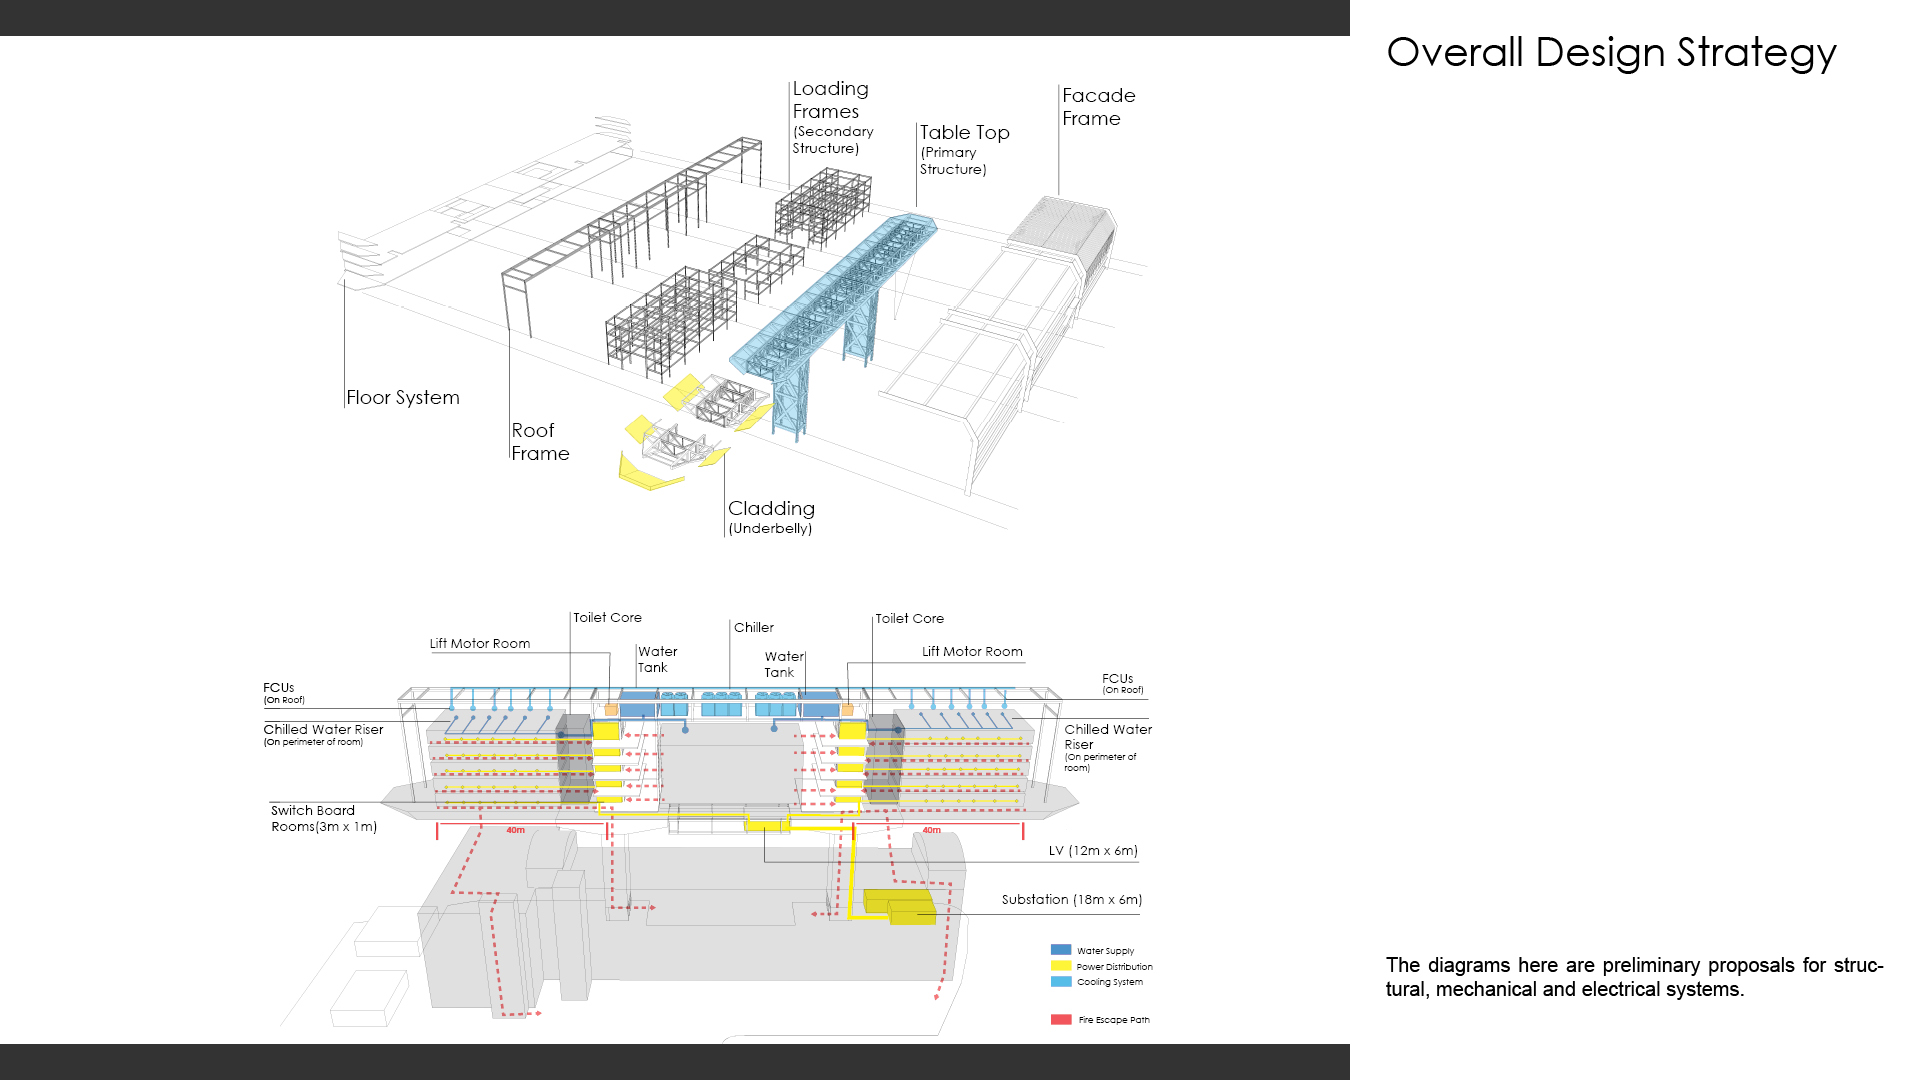 Overall Design Strategy
Loading
Frames
(Secondary
Structure)
Table Top
(Primary
Structure)
Facade
Frame
Floor System
Roof
Frame
Cladding
(Underbelly)
Toilet Core
Chiller
Toilet Core
Lift Motor Room
Water
Tank
Water
Tank
Lift Motor Room
FCUs
(On Roof)
FCUs
(On Roof)
Chilled Water Riser
(On perimeter of room)
Chilled Water
Riser
(On perimeter of
room)
Switch Board
Rooms(3m x 1m)
40m
40m
LV (12m x 6m)
Substation (18m x 6m)
Water Supply
Power Distribution
Cooling System
Fire Escape Path
The diagrams here are preliminary proposals for struc-
tural, mechanical and electrical systems.